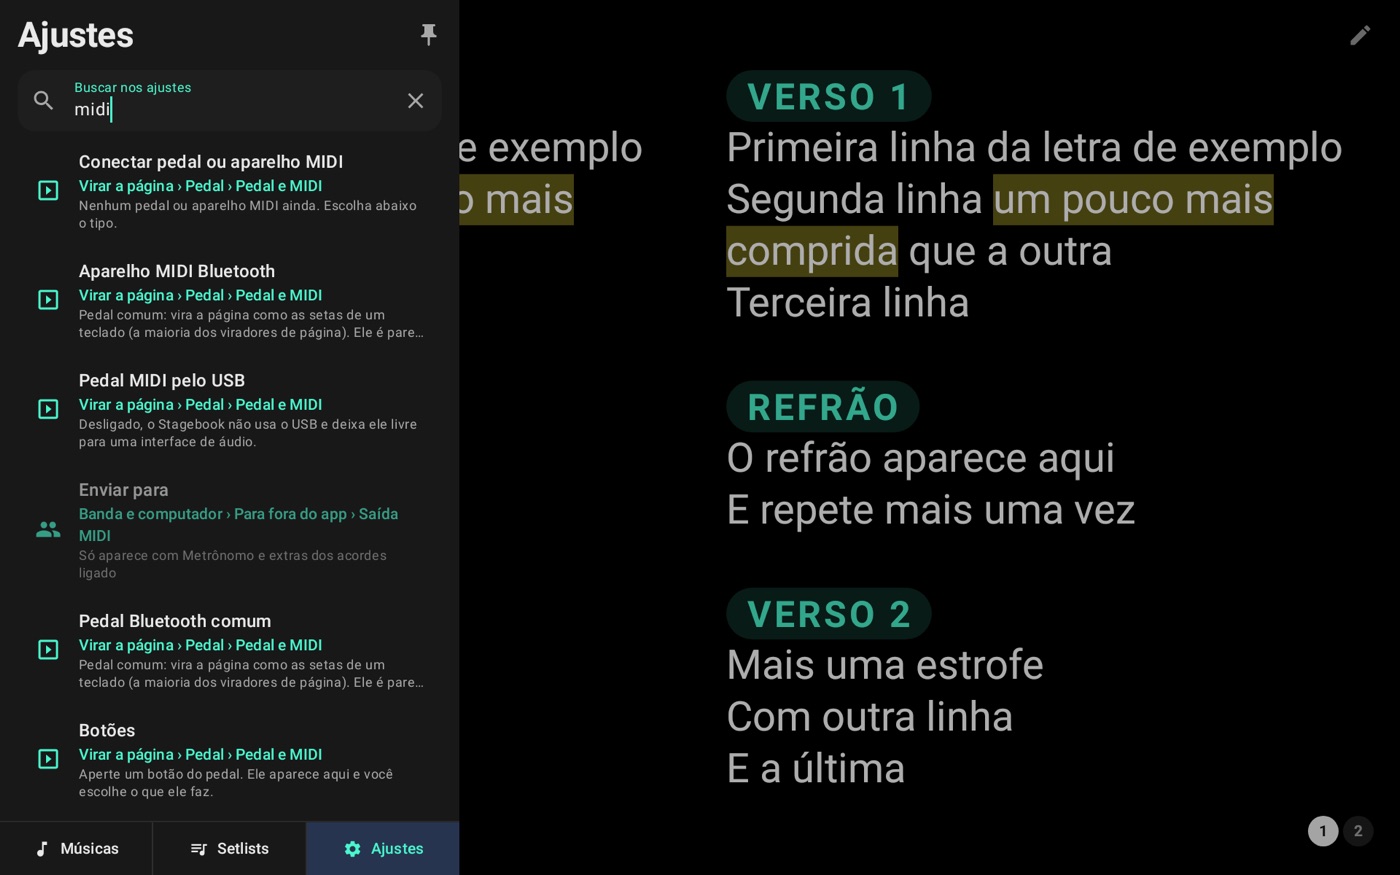 Ajustes
Buscar nos ajustes
midi
Conectar pedal ou aparelho MIDI
Virar a página › Pedal › Pedal e MIDI
Nenhum pedal ou aparelho MIDI ainda. Escolha abaixo
o tipo.
Aparelho MIDI Bluetooth
Virar a página › Pedal › Pedal e MIDI
Pedal comum: vira a página como as setas de um
teclado (a maioria dos viradores de página). Ele é pare…
Pedal MIDI pelo USB
Virar a página › Pedal › Pedal e MIDI
Desligado, o Stagebook não usa o USB e deixa ele livre
para uma interface de áudio.
Enviar para
Banda e computador › Para fora do app › Saída
MIDI
Só aparece com Metrônomo e extras dos acordes
ligado
Pedal Bluetooth comum
Virar a página › Pedal › Pedal e MIDI
Pedal comum: vira a página como as setas de um
teclado (a maioria dos viradores de página). Ele é pare…
Botões
Virar a página › Pedal › Pedal e MIDI
Aperte um botão do pedal. Ele aparece aqui e você
escolhe o que ele faz.
Músicas
Setlists
Ajustes
e exemplo
o mais
VERSO 1
Primeira linha da letra de exemplo
Segunda linha um pouco mais
comprida que a outra
Terceira linha
REFRÃO
O refrão aparece aqui
E repete mais uma vez
VERSO 2
Mais uma estrofe
Com outra linha
E a última
1 2